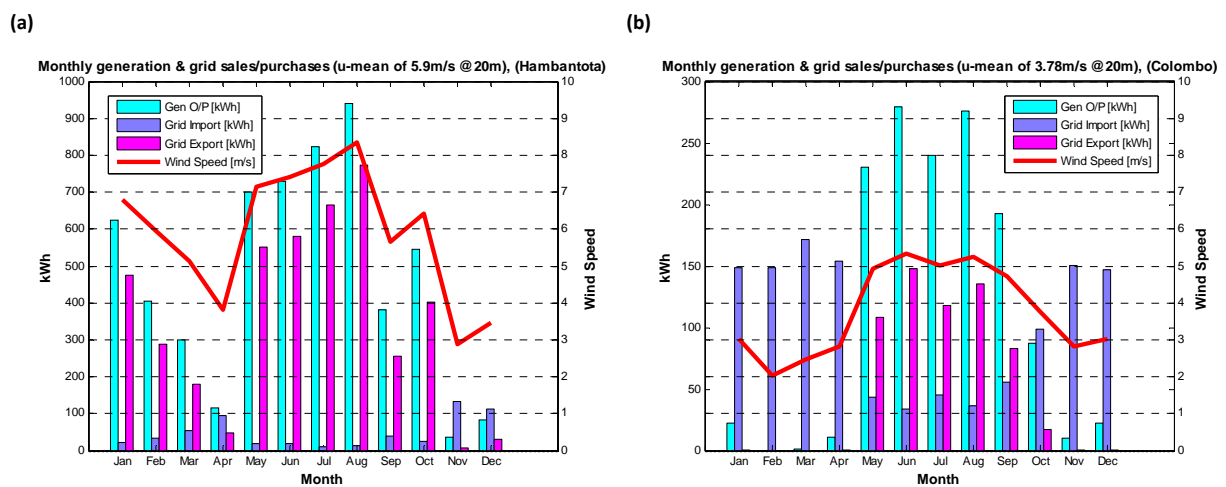 (a)
Monthly generation & grid sales/purchases (u-mean of 5.9m/s @20m), (Hambantota)
1000
900
800
700
600
500
400
300
200
100
0
kWh
Gen O/P [kWh]
Grid Import [kWh]
Grid Export [kWh]
Wind Speed [m/s]
10
9
8
7
6
5
4
3
2
1
0
Wind Speed
Jan Feb Mar Apr May Jun Jul Aug Sep Oct Nov Dec
Month
(b)
Monthly generation & grid sales/purchases (u-mean of 3.78m/s @20m), (Colombo)
300
250
200
150
100
50
0
kWh
Gen O/P [kWh]
Grid Import [kWh]
Grid Export [kWh]
Wind Speed [m/s]
10
9
8
7
6
5
4
3
2
1
0
Wind Speed
Jan Feb Mar Apr May Jun Jul Aug Sep Oct Nov Dec
Month